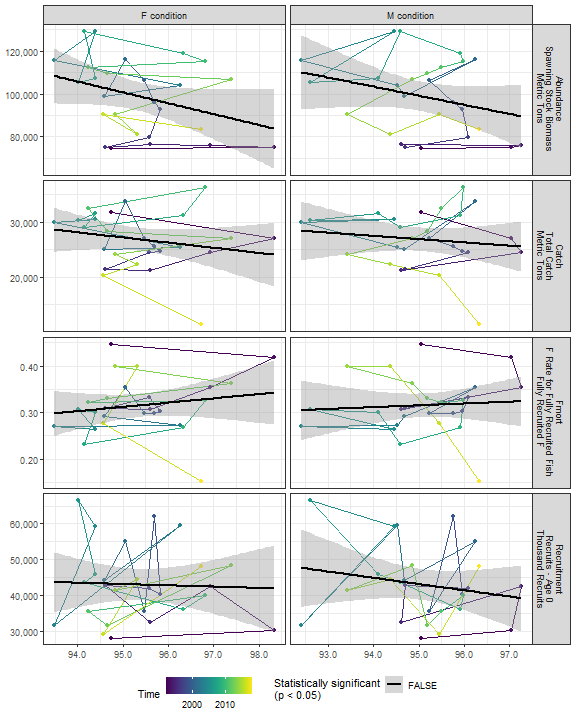 F condition
M condition
120,000
100,000
80,000
Abundance
Spawning Stock Biomass
Metric Tons
30,000
20,000
Catch
Total Catch
Metric Tons
0.40
0.30
0.20
Fmort
F Rate for Fully Recruited Fish
Fully Recruited F
60,000
50,000
40,000
30,000
Recruitment
Recruits - Age 0
Thousand Recruits
94.0 95.0 96.0 97.0 98.0
93.0 94.0 95.0 96.0 97.0
Time
2000 2010
Statistically significant
(p < 0.05)
FALSE